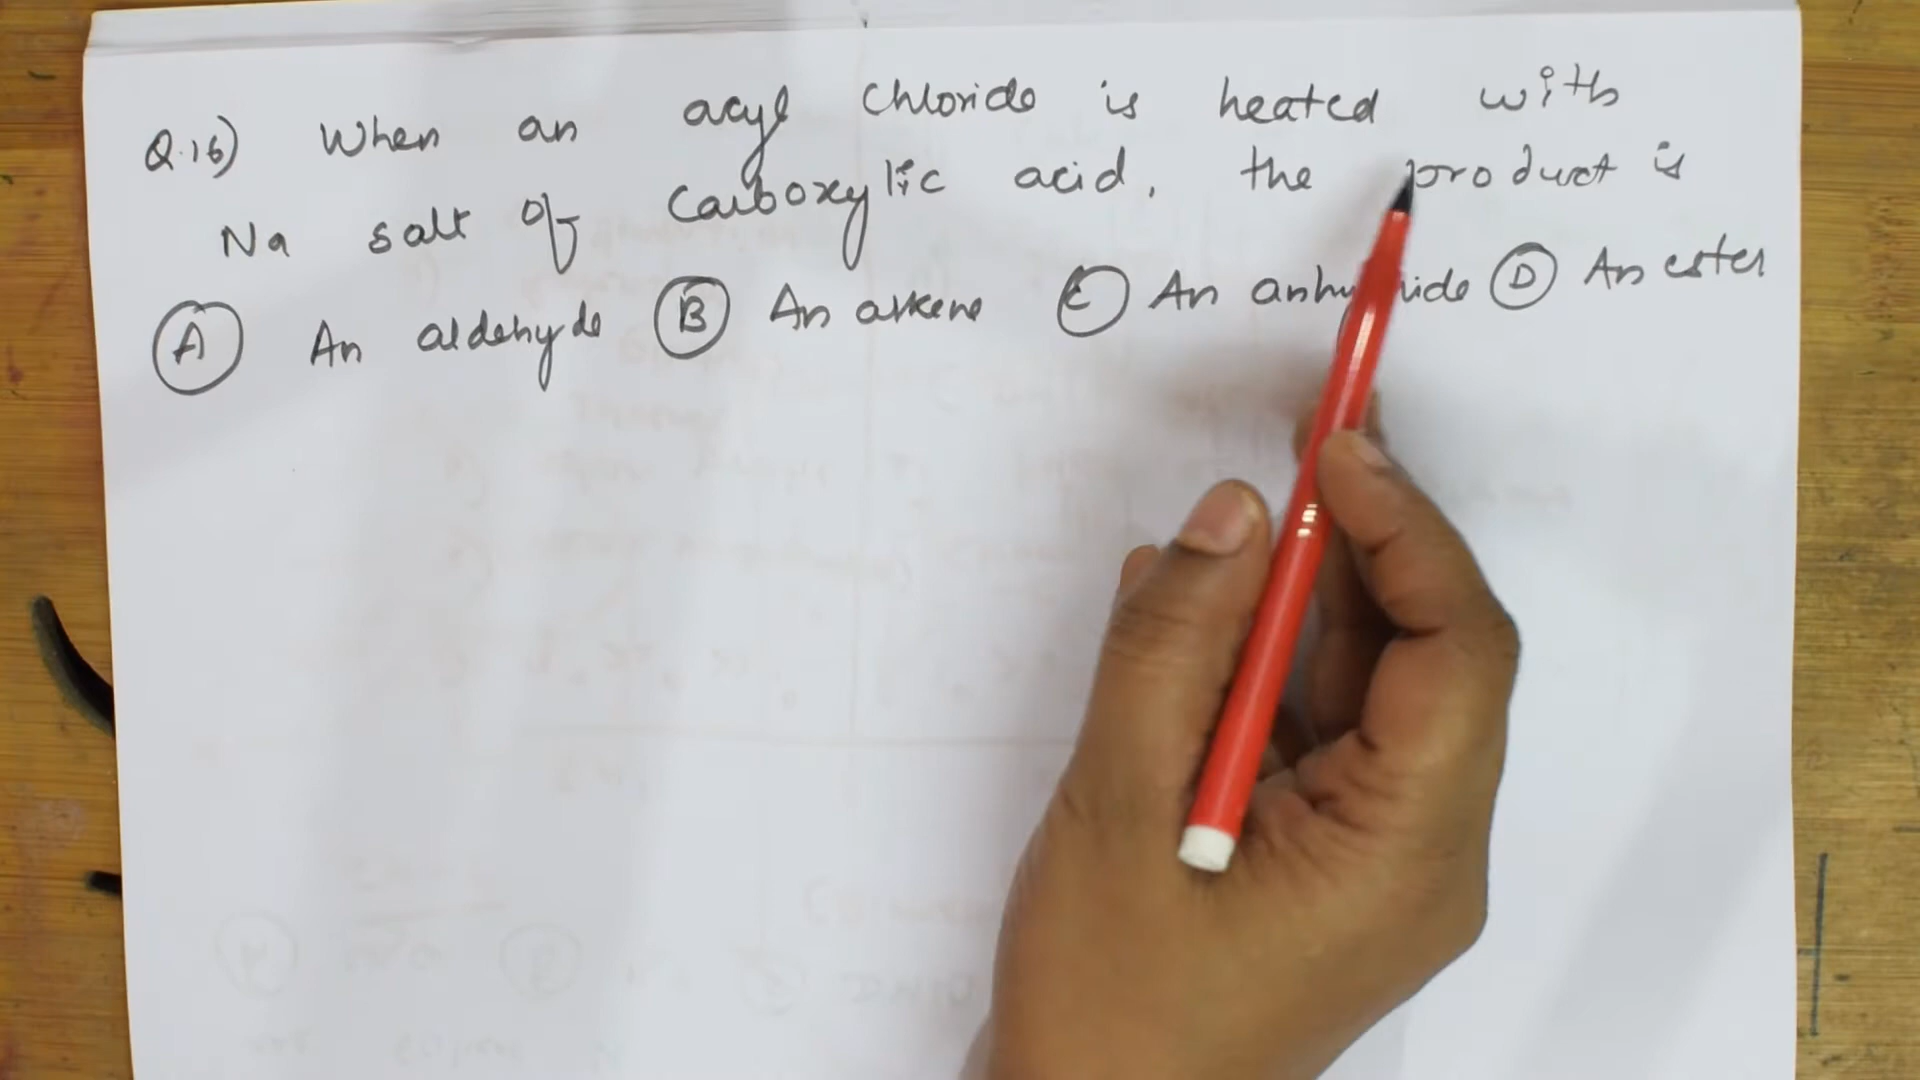 Q.16) When an acyl chloride is heated with
Na salt of carboxylic acid, the product is
A An aldehyde B An alkene C An anhydride D An ester